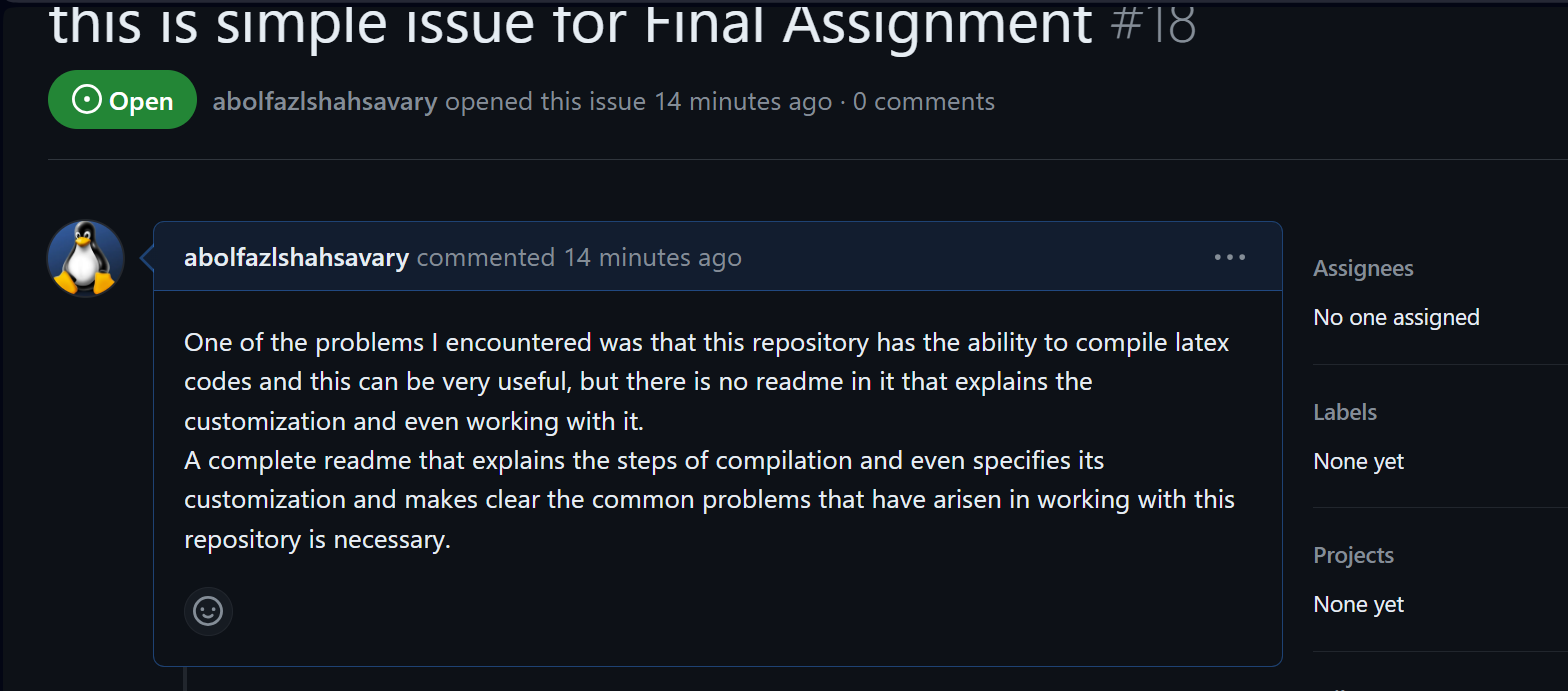 this is simple issue for Final Assignment #18
Open
abolfazlshahsavary opened this issue 14 minutes ago · 0 comments
abolfazlshahsavary commented 14 minutes ago
One of the problems I encountered was that this repository has the ability to compile latex
codes and this can be very useful, but there is no readme in it that explains the
customization and even working with it.
A complete readme that explains the steps of compilation and even specifies its
customization and makes clear the common problems that have arisen in working with this
repository is necessary.
Assignees
No one assigned
Labels
None yet
Projects
None yet